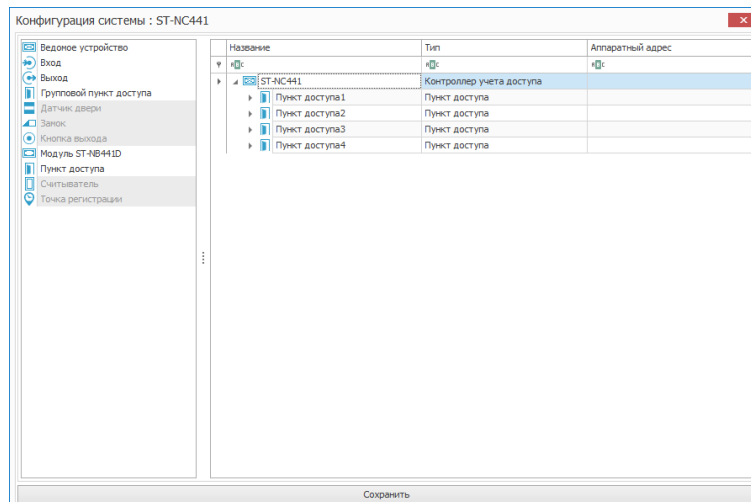 Конфигурация системы : ST-NC441
Ведомое устройство
Вход
Выход
Групповой пункт доступа
Датчик двери
Замок
Кнопка выхода
Модуль ST-NB441D
Пункт доступа
Считыватель
Точка регистрации
Название Тип Аппаратный адрес
ST-NC441 Контроллер учета доступа
Пункт доступа1 Пункт доступа
Пункт доступа2 Пункт доступа
Пункт доступа3 Пункт доступа
Пункт доступа4 Пункт доступа
Сохранить